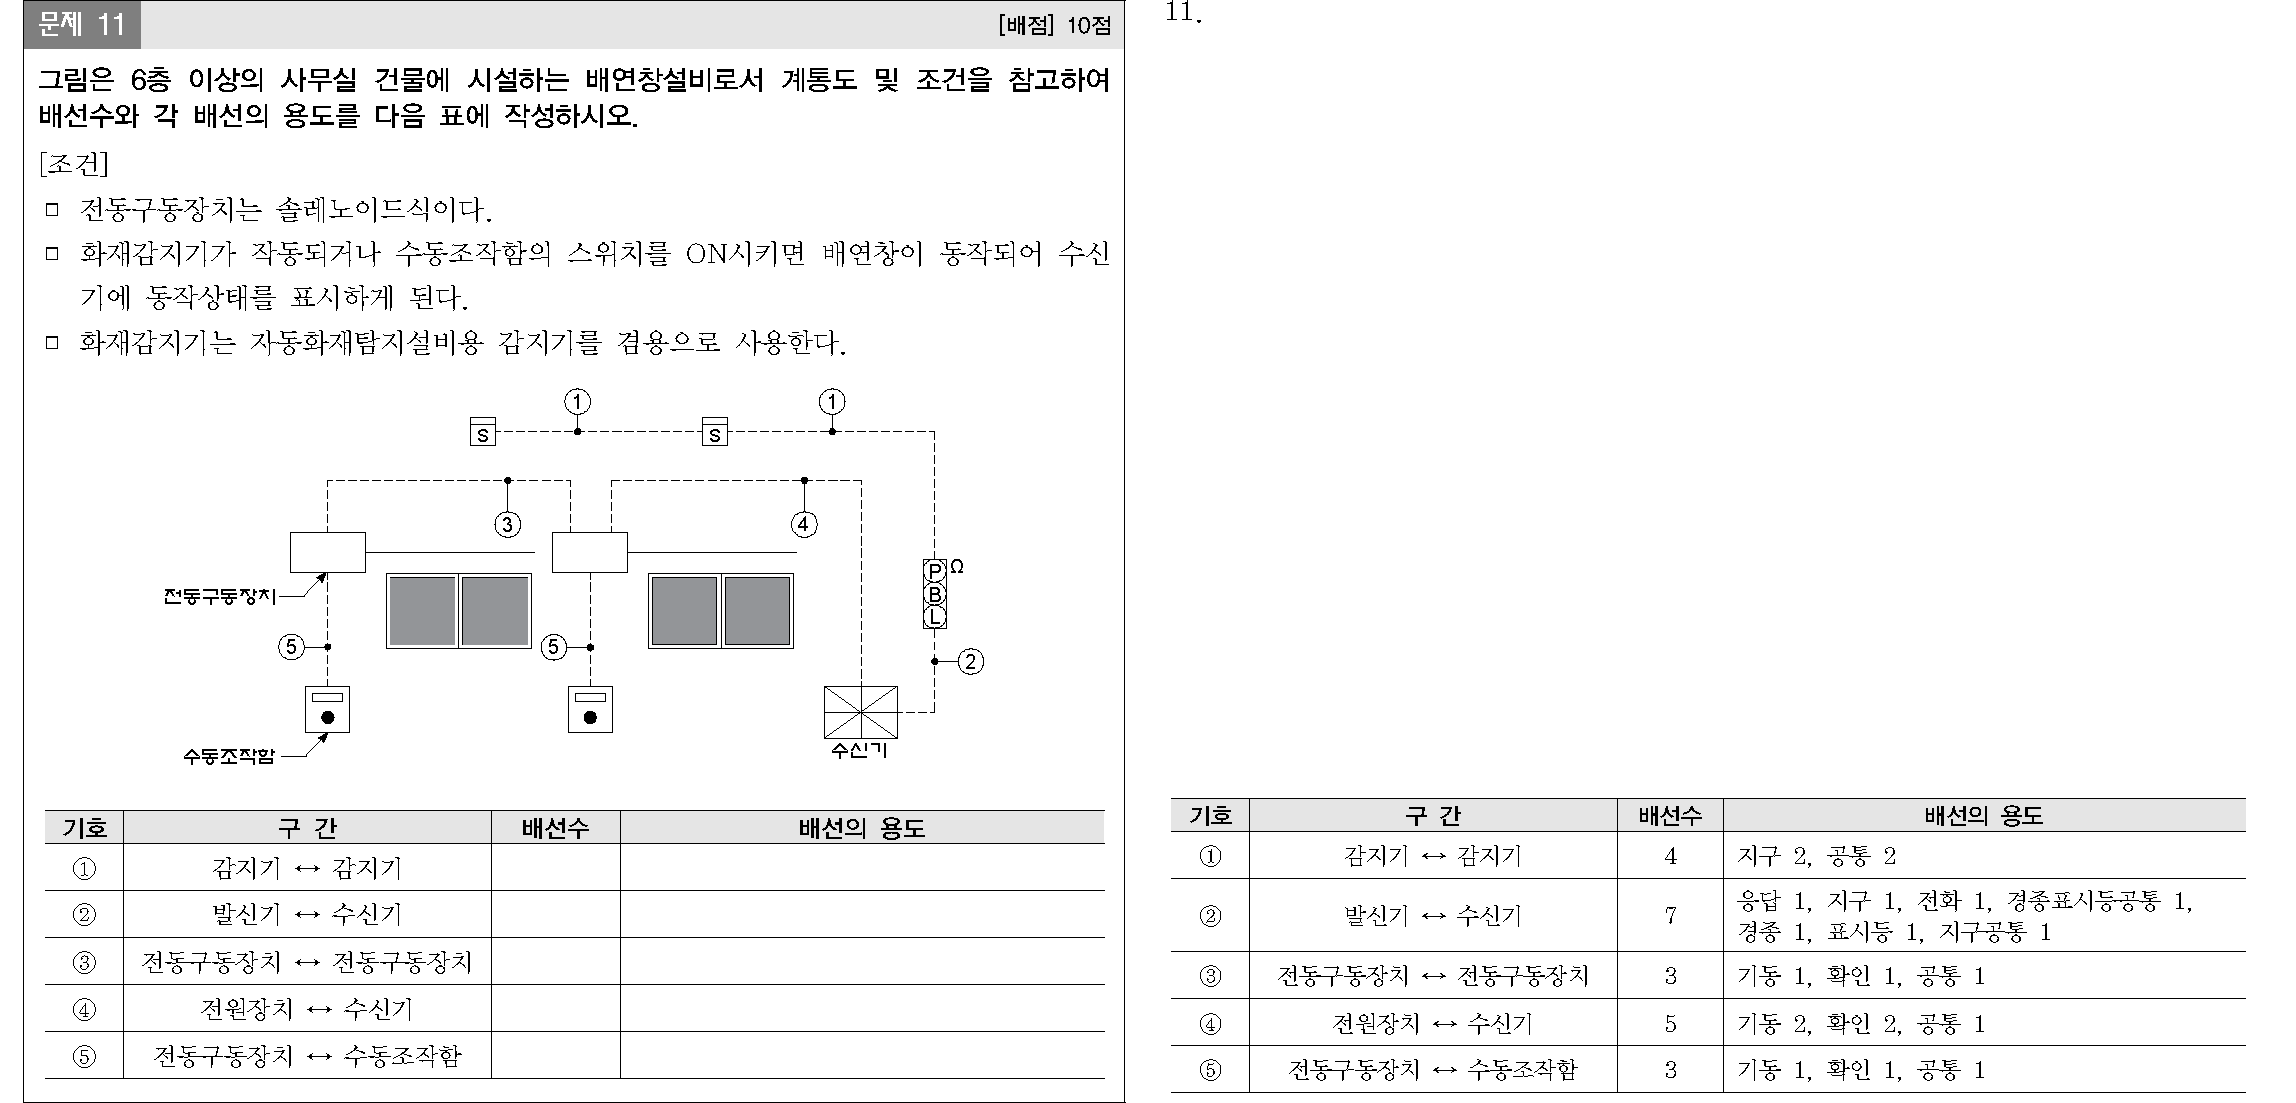 문제 11
[배점] 10점
그림은 6층 이상의 사무실 건물에 시설하는 배연창설비로서 계통도 및 조건을 참고하여
배선수와 각 배선의 용도를 다음 표에 작성하시오.
[조건]
□ 전동구동장치는 솔레노이드식이다.
□ 화재감지기가 작동되거나 수동조작함의 스위치를 ON시키면 배연창이 동작되어 수신
기에 동작상태를 표시하게 된다.
□ 화재감지기는 자동화재탐지설비용 감지기를 겸용으로 사용한다.
① ①
S S
③ ④
P Ω
B
L
전동구동장치
⑤ ⑤ ②
수동조작함
수신기
기호 구 간 배선수 배선의 용도
① 감지기 ↔ 감지기
② 발신기 ↔ 수신기
③ 전동구동장치 ↔ 전동구동장치
④ 전원장치 ↔ 수신기
⑤ 전동구동장치 ↔ 수동조작함
11.
기호 구 간 배선수 배선의 용도
① 감지기 ↔ 감지기 4 지구 2, 공통 2
② 발신기 ↔ 수신기 7 응답 1, 지구 1, 전화 1, 경종표시등공통 1,
경종 1, 표시등 1, 지구공통 1
③ 전동구동장치 ↔ 전동구동장치 3 기동 1, 확인 1, 공통 1
④ 전원장치 ↔ 수신기 5 기동 2, 확인 2, 공통 1
⑤ 전동구동장치 ↔ 수동조작함 3 기동 1, 확인 1, 공통 1